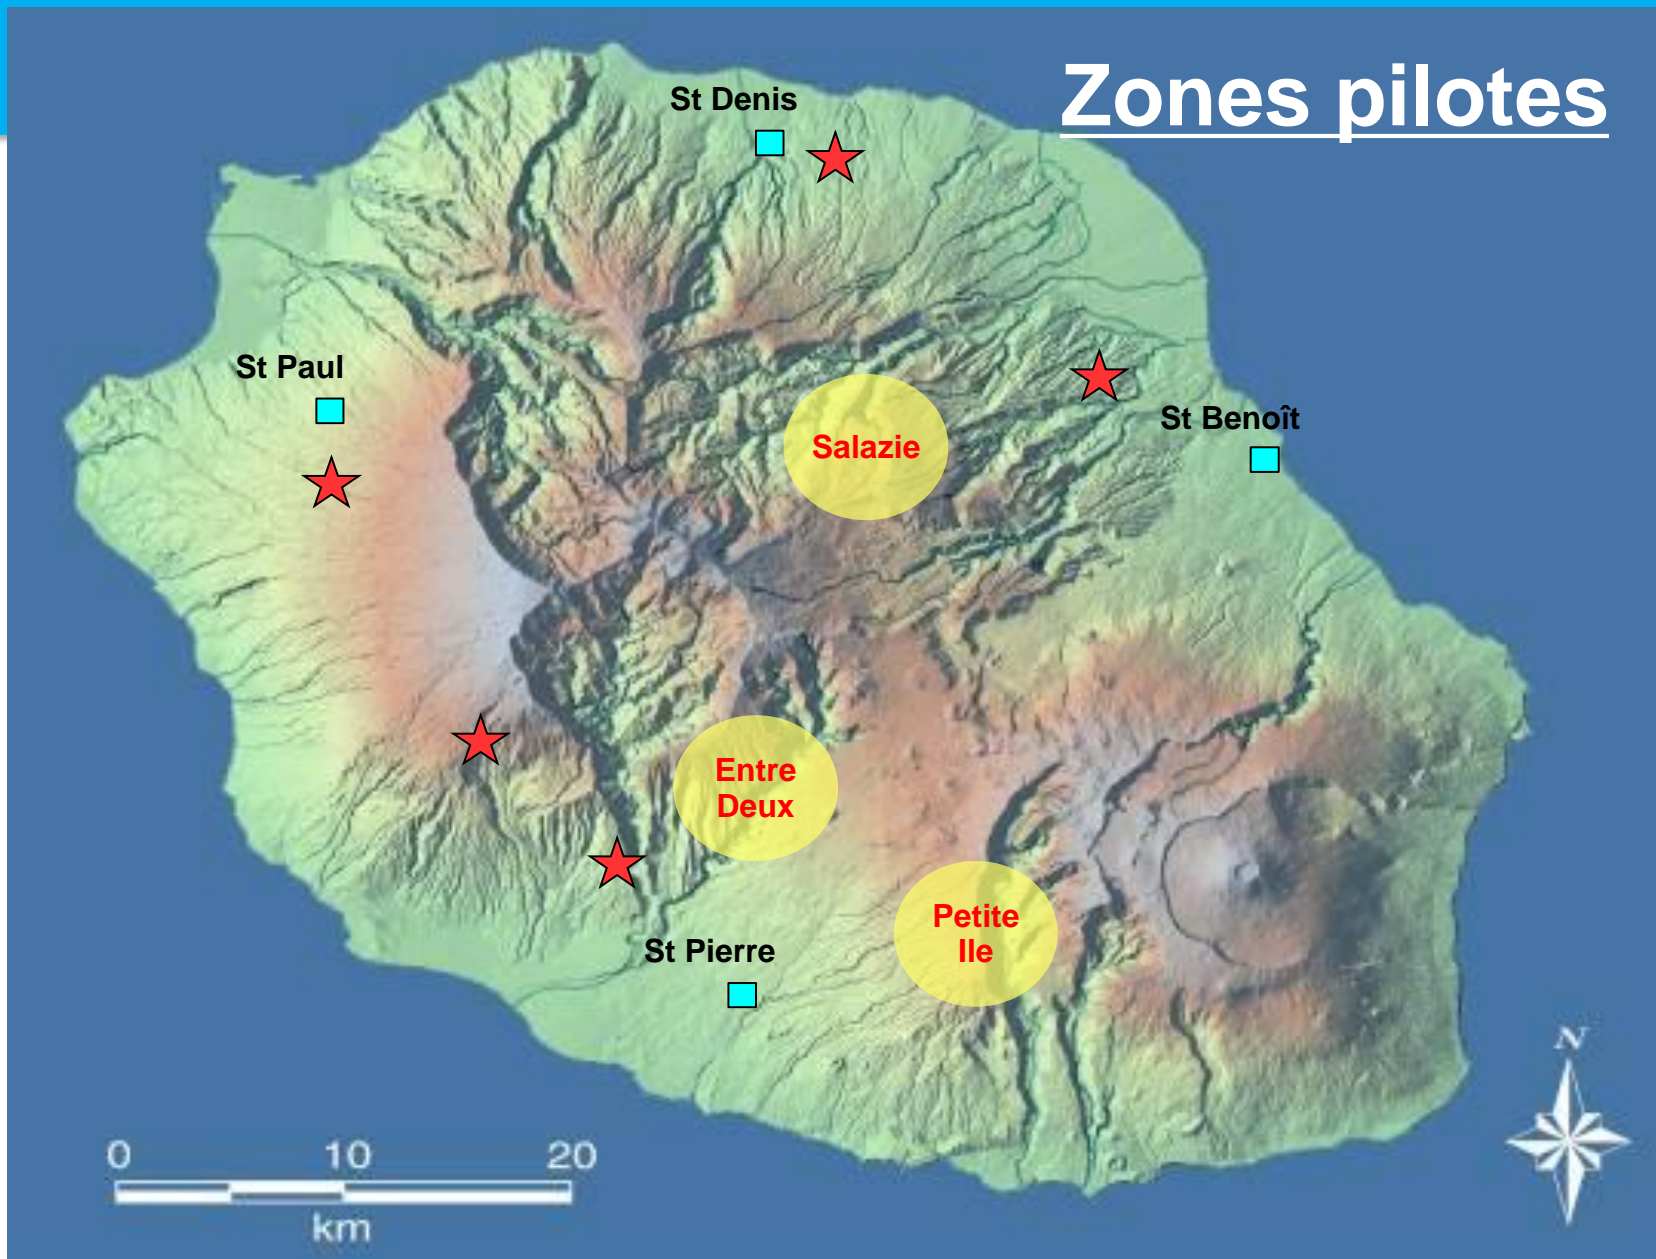 Zones pilotes
St Denis
St Paul
St Benoît
Salazie
Entre
Deux
Petite
Ile
St Pierre
N
0 10 20
km